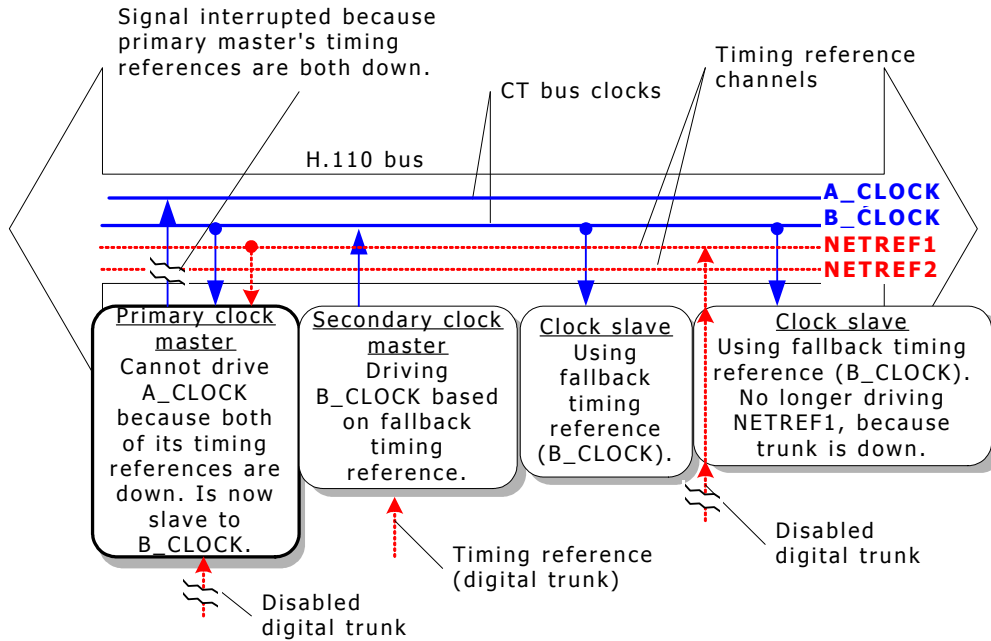 Signal interrupted because
primary master's timing
references are both down.
Timing reference
channels
CT bus clocks
H.110 bus
A_CLOCK
B_CLOCK
NETREF1
NETREF2
Primary clock
master
Cannot drive
A_CLOCK
because both
of its timing
references are
down. Is now
slave to
B_CLOCK.
Secondary clock
master
Driving
B_CLOCK based
on fallback
timing
reference.
Clock slave
Using
fallback
timing
reference
(B_CLOCK).
Clock slave
Using fallback timing
reference (B_CLOCK).
No longer driving
NETREF1, because
trunk is down.
Disabled
digital trunk
Timing reference
(digital trunk)
Disabled
digital trunk